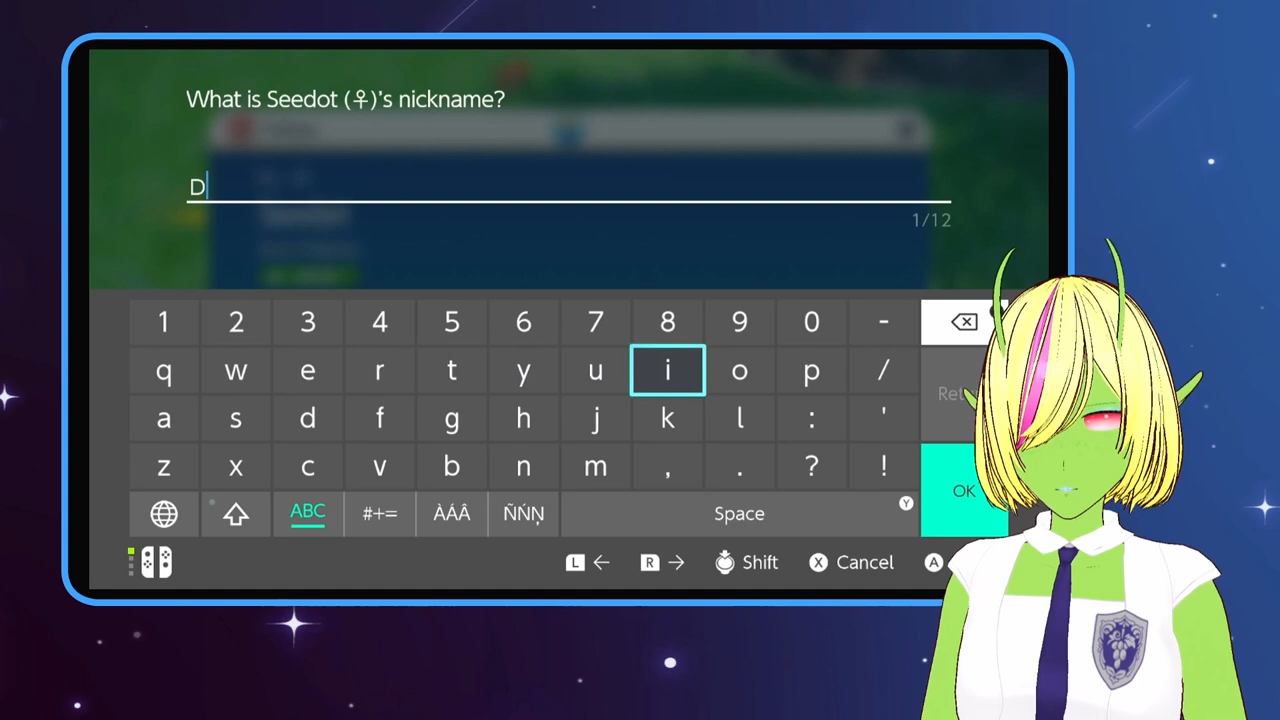 What is Seedot (♀)'s nickname?
D
1/12
1 2 3 4 5 6 7 8 9 0 -
q w e r t y u i o p /
a s d f g h j k l : '
z x c v b n m , . ? !
ABC #+= ÀÁÂ ÑŃŅ Space Y OK
L ← R → Shift X Cancel A